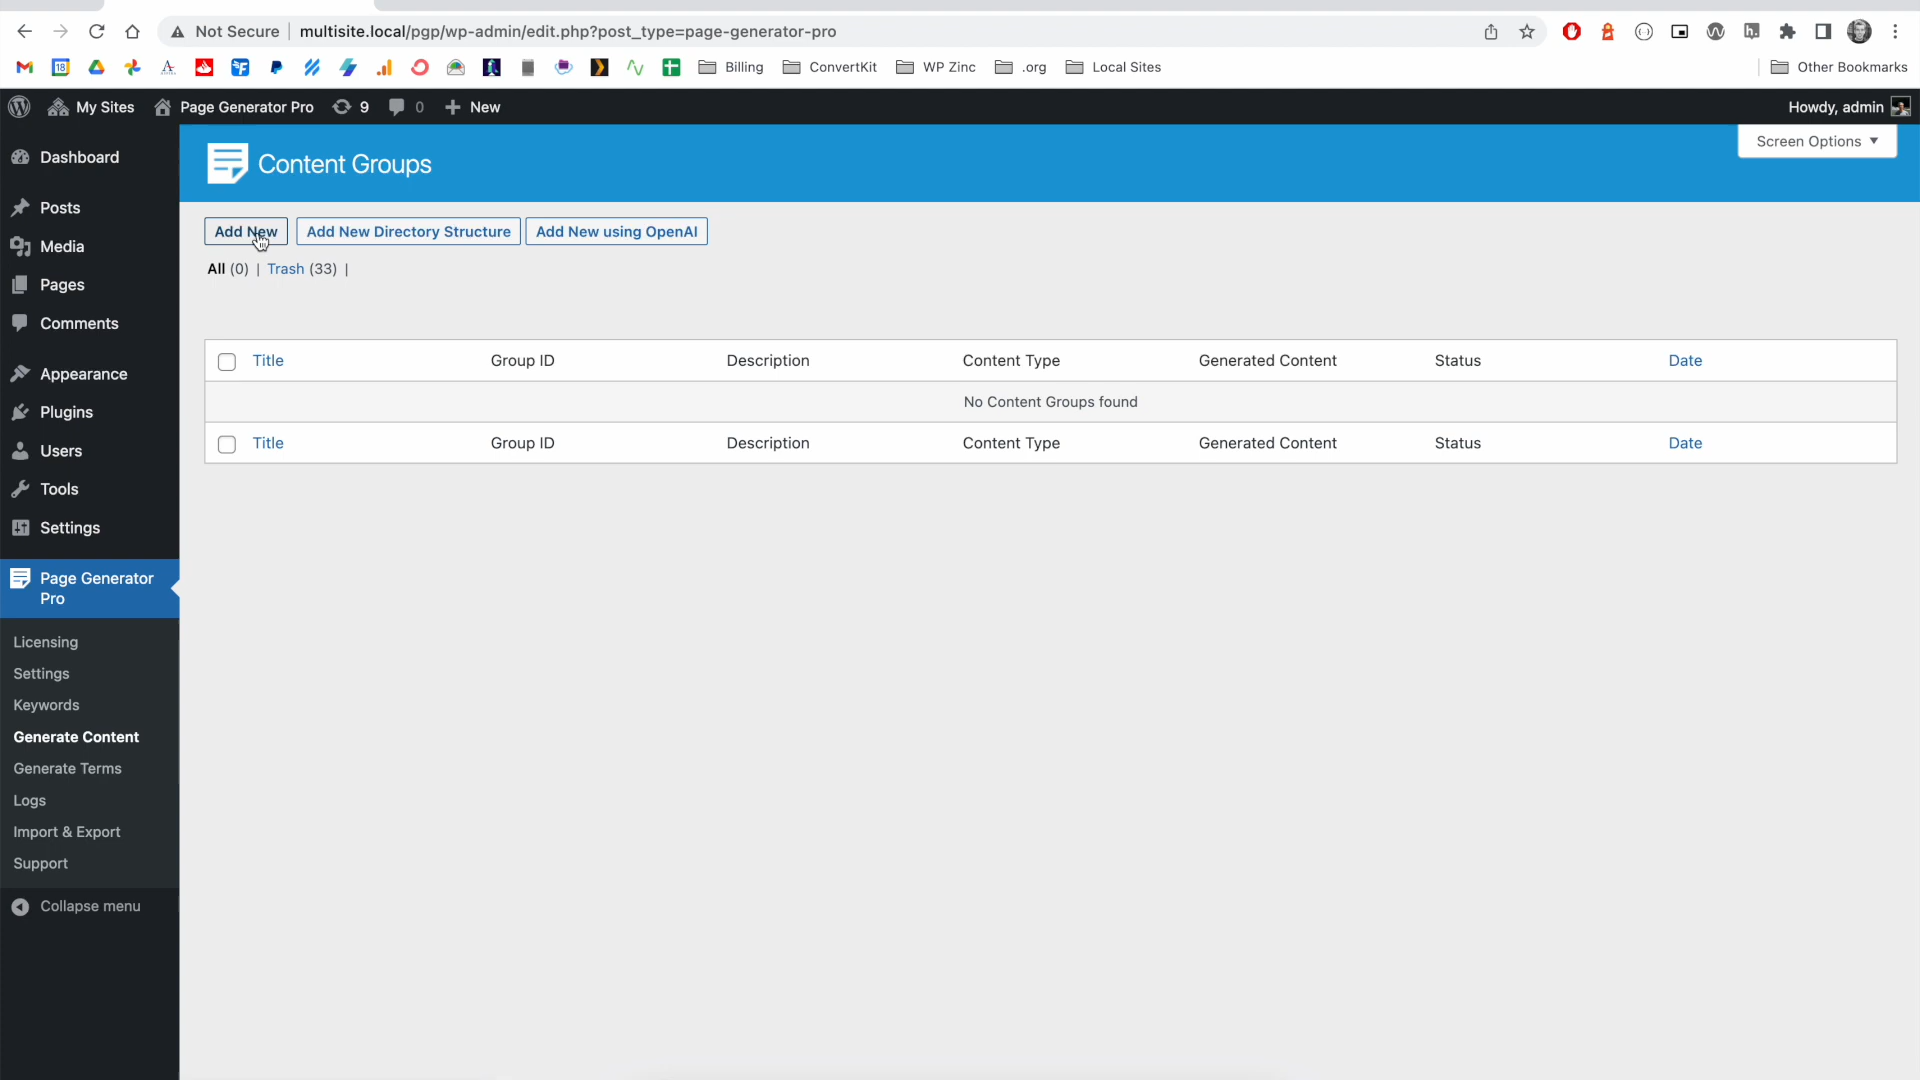 Not Secure multisite.local/pgp/wp-admin/edit.php?post_type=page-generator-pro
18 Billing ConvertKit WP Zinc .org Local Sites Other Bookmarks
My Sites Page Generator Pro 9 0 New Howdy, admin
Dashboard
Posts
Media
Pages
Comments
Appearance
Plugins
Users
Tools
Settings
Page Generator
Pro
Licensing
Settings
Keywords
Generate Content
Generate Terms
Logs
Import & Export
Support
Collapse menu
Content Groups
Screen Options
Add New Add New Directory Structure Add New using OpenAI
All (0) | Trash (33) |
Title Group ID Description Content Type Generated Content Status Date
No Content Groups found
Title Group ID Description Content Type Generated Content Status Date